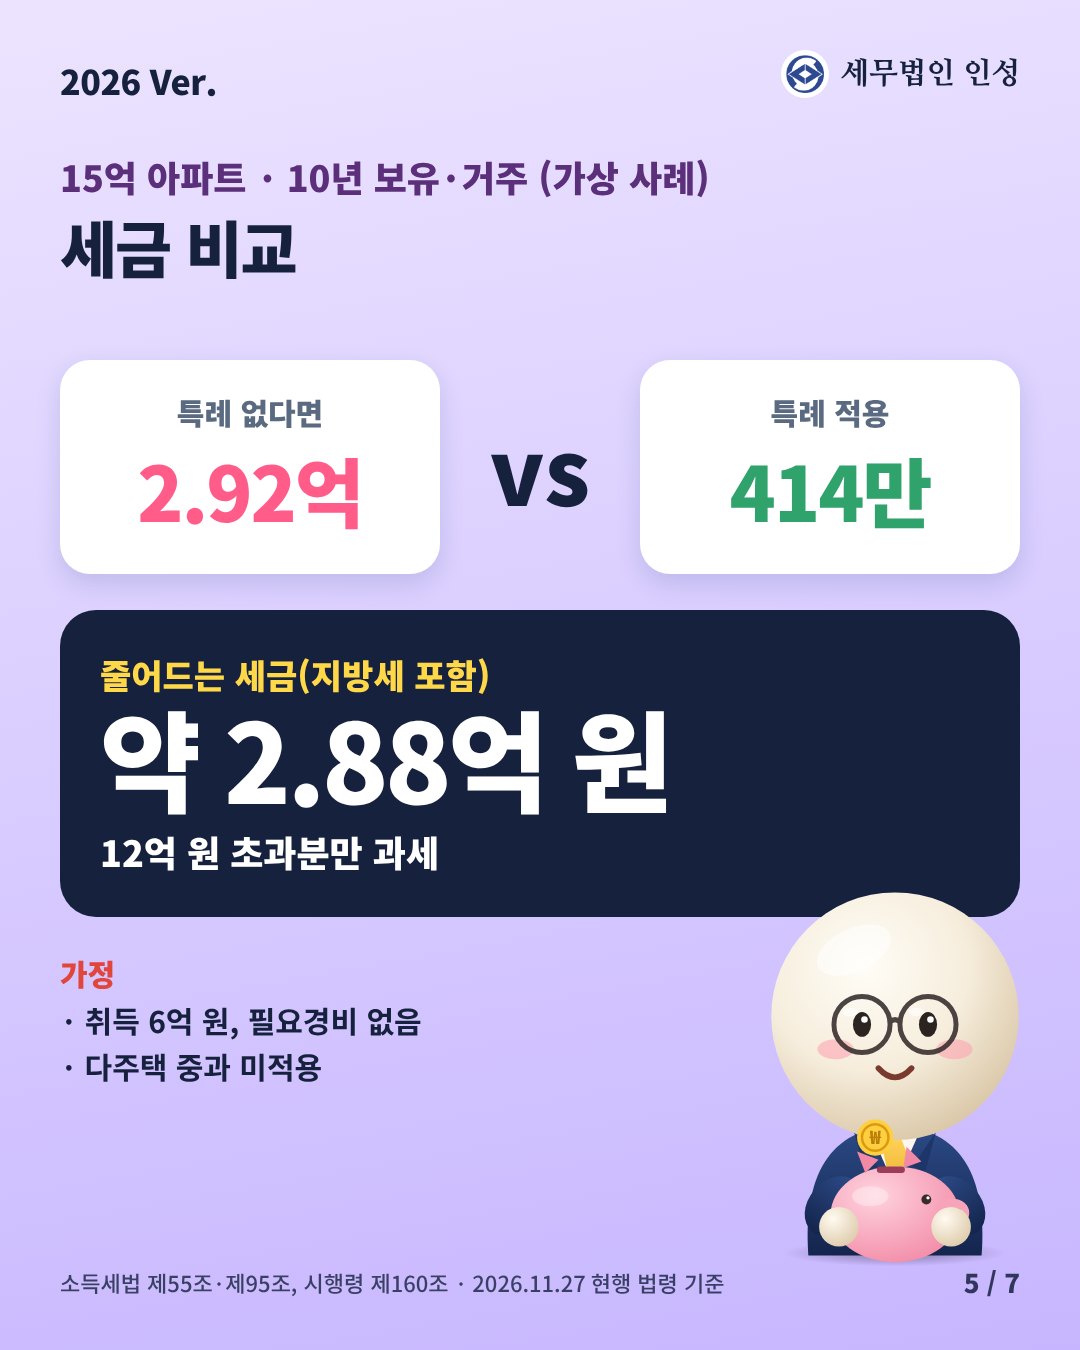 2026 Ver.
세무법인 인성
15억 아파트 · 10년 보유·거주 (가상 사례)
세금 비교
특례 없다면
2.92억
VS
특례 적용
414만
줄어드는 세금(지방세 포함)
약 2.88억 원
12억 원 초과분만 과세
가정
· 취득 6억 원, 필요경비 없음
· 다주택 중과 미적용
₩
소득세법 제55조·제95조, 시행령 제160조 · 2026.11.27 현행 법령 기준
5 / 7